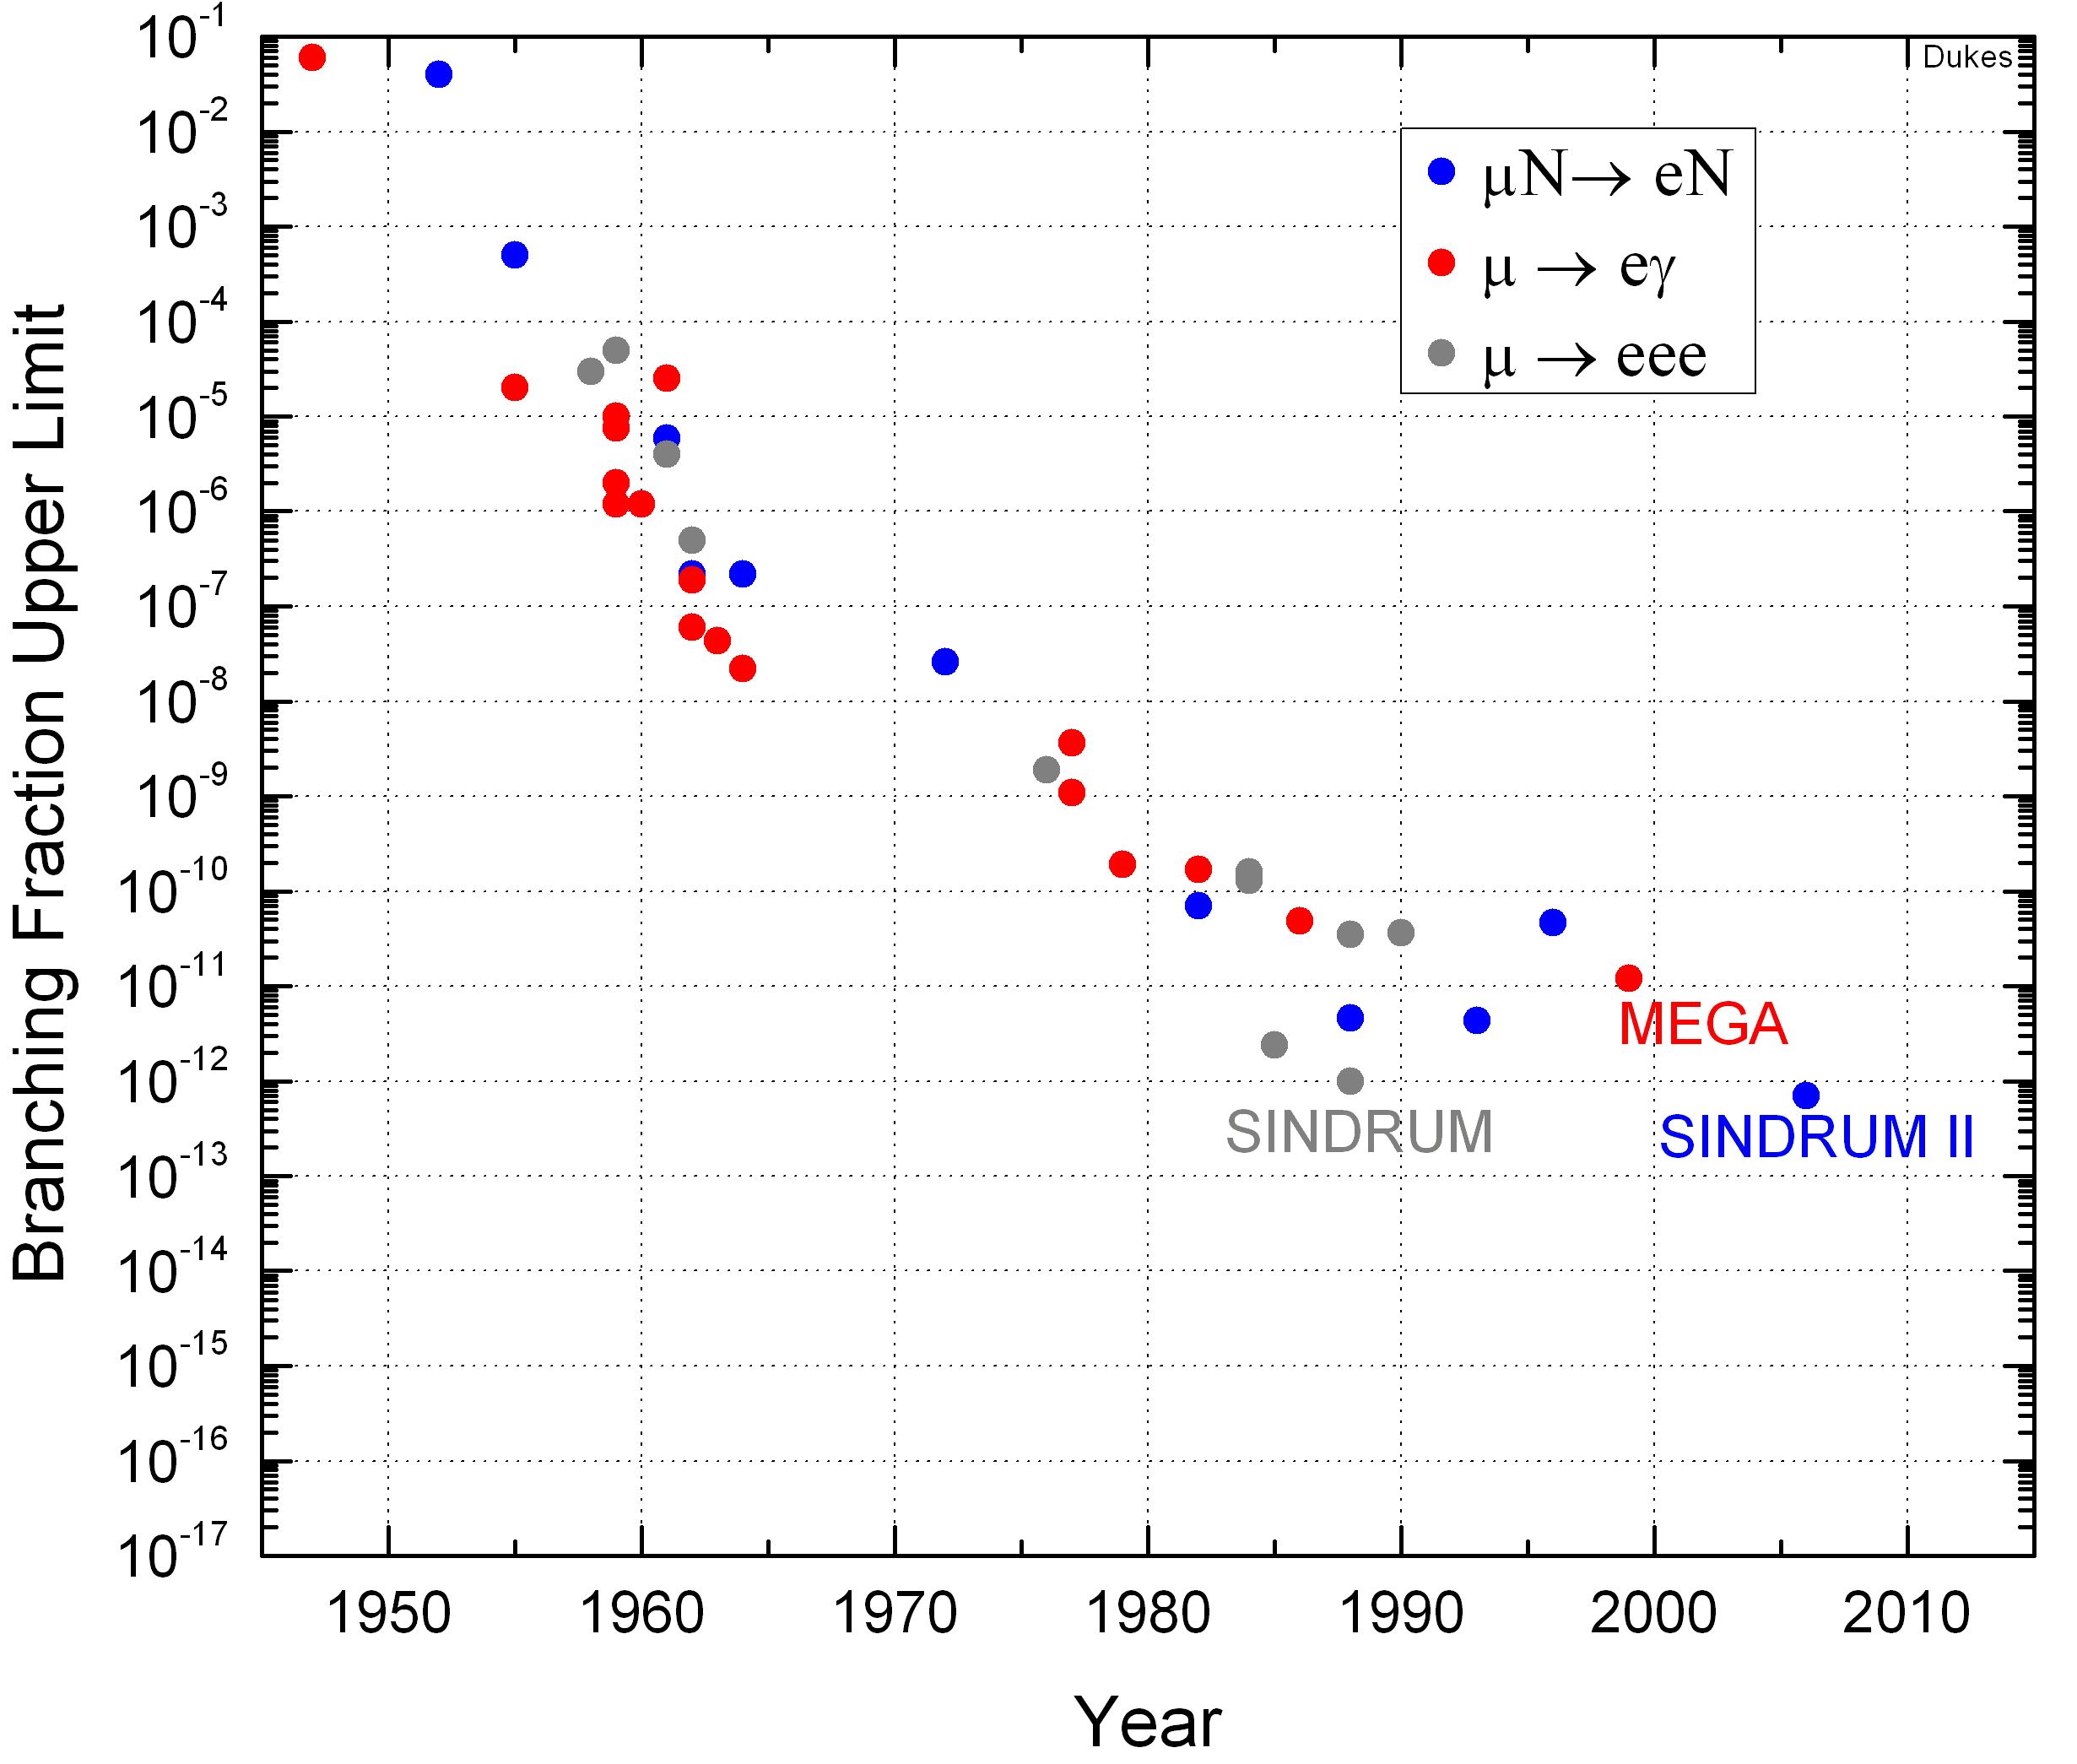 Dukes
10⁻¹
10⁻²
10⁻³
10⁻⁴
10⁻⁵
10⁻⁶
10⁻⁷
10⁻⁸
10⁻⁹
10⁻¹⁰
10⁻¹¹
10⁻¹²
10⁻¹³
10⁻¹⁴
10⁻¹⁵
10⁻¹⁶
10⁻¹⁷
Branching Fraction Upper Limit
μN→ eN
μ → eγ
μ → eee
MEGA
SINDRUM
SINDRUM II
1950 1960 1970 1980 1990 2000 2010
Year